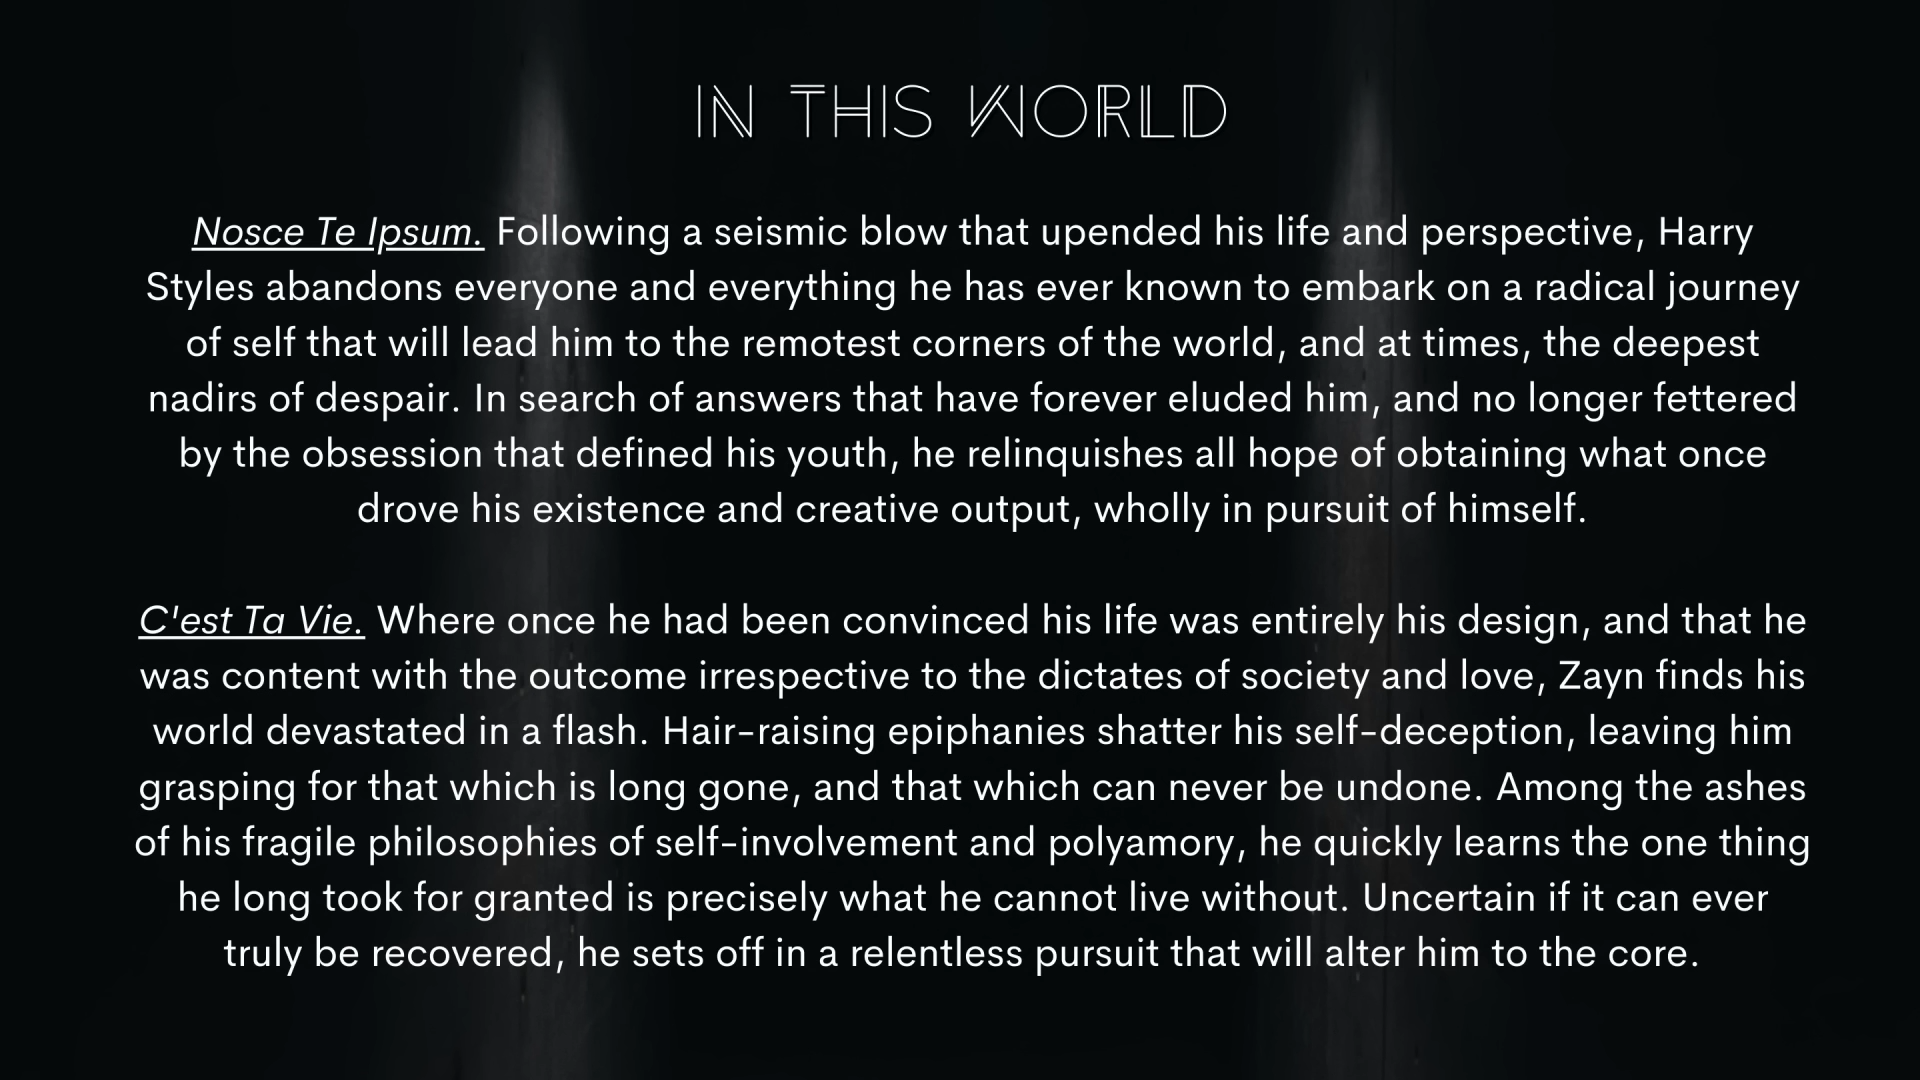 IN THIS WORLD
Nosce Te Ipsum. Following a seismic blow that upended his life and perspective, Harry
Styles abandons everyone and everything he has ever known to embark on a radical journey
of self that will lead him to the remotest corners of the world, and at times, the deepest
nadirs of despair. In search of answers that have forever eluded him, and no longer fettered
by the obsession that defined his youth, he relinquishes all hope of obtaining what once
drove his existence and creative output, wholly in pursuit of himself.
C'est Ta Vie. Where once he had been convinced his life was entirely his design, and that he
was content with the outcome irrespective to the dictates of society and love, Zayn finds his
world devastated in a flash. Hair-raising epiphanies shatter his self-deception, leaving him
grasping for that which is long gone, and that which can never be undone. Among the ashes
of his fragile philosophies of self-involvement and polyamory, he quickly learns the one thing
he long took for granted is precisely what he cannot live without. Uncertain if it can ever
truly be recovered, he sets off in a relentless pursuit that will alter him to the core.